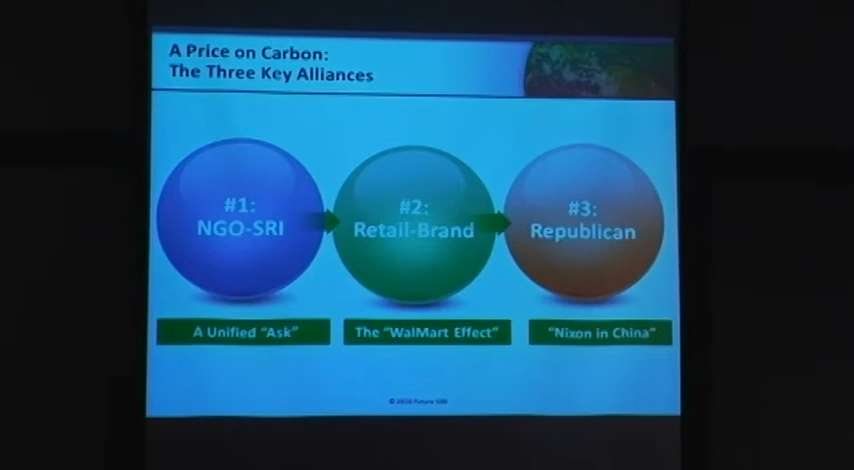 A Price on Carbon:
The Three Key Alliances
#1:
NGO-SRI
#2:
Retail-Brand
#3:
Republican
A Unified "Ask"
The "WalMart Effect"
"Nixon in China"
©